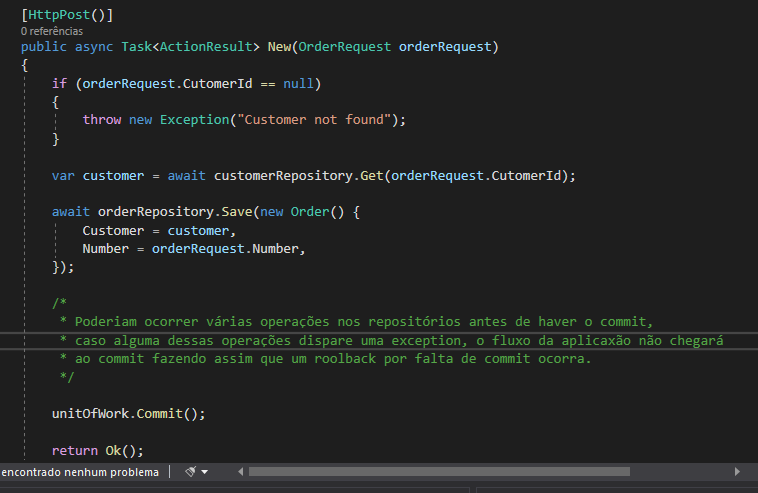 [HttpPost()]
0 referências
public async Task<ActionResult> New(OrderRequest orderRequest)
{
if (orderRequest.CutomerId == null)
{
throw new Exception("Customer not found");
}
var customer = await customerRepository.Get(orderRequest.CutomerId);
await orderRepository.Save(new Order() {
Customer = customer,
Number = orderRequest.Number,
});
/*
* Poderiam ocorrer várias operações nos repositórios antes de haver o commit,
* caso alguma dessas operações dispare uma exception, o fluxo da aplicaxão não chegará
* ao commit fazendo assim que um roolback por falta de commit ocorra.
*/
unitOfWork.Commit();
return Ok();
encontrado nenhum problema